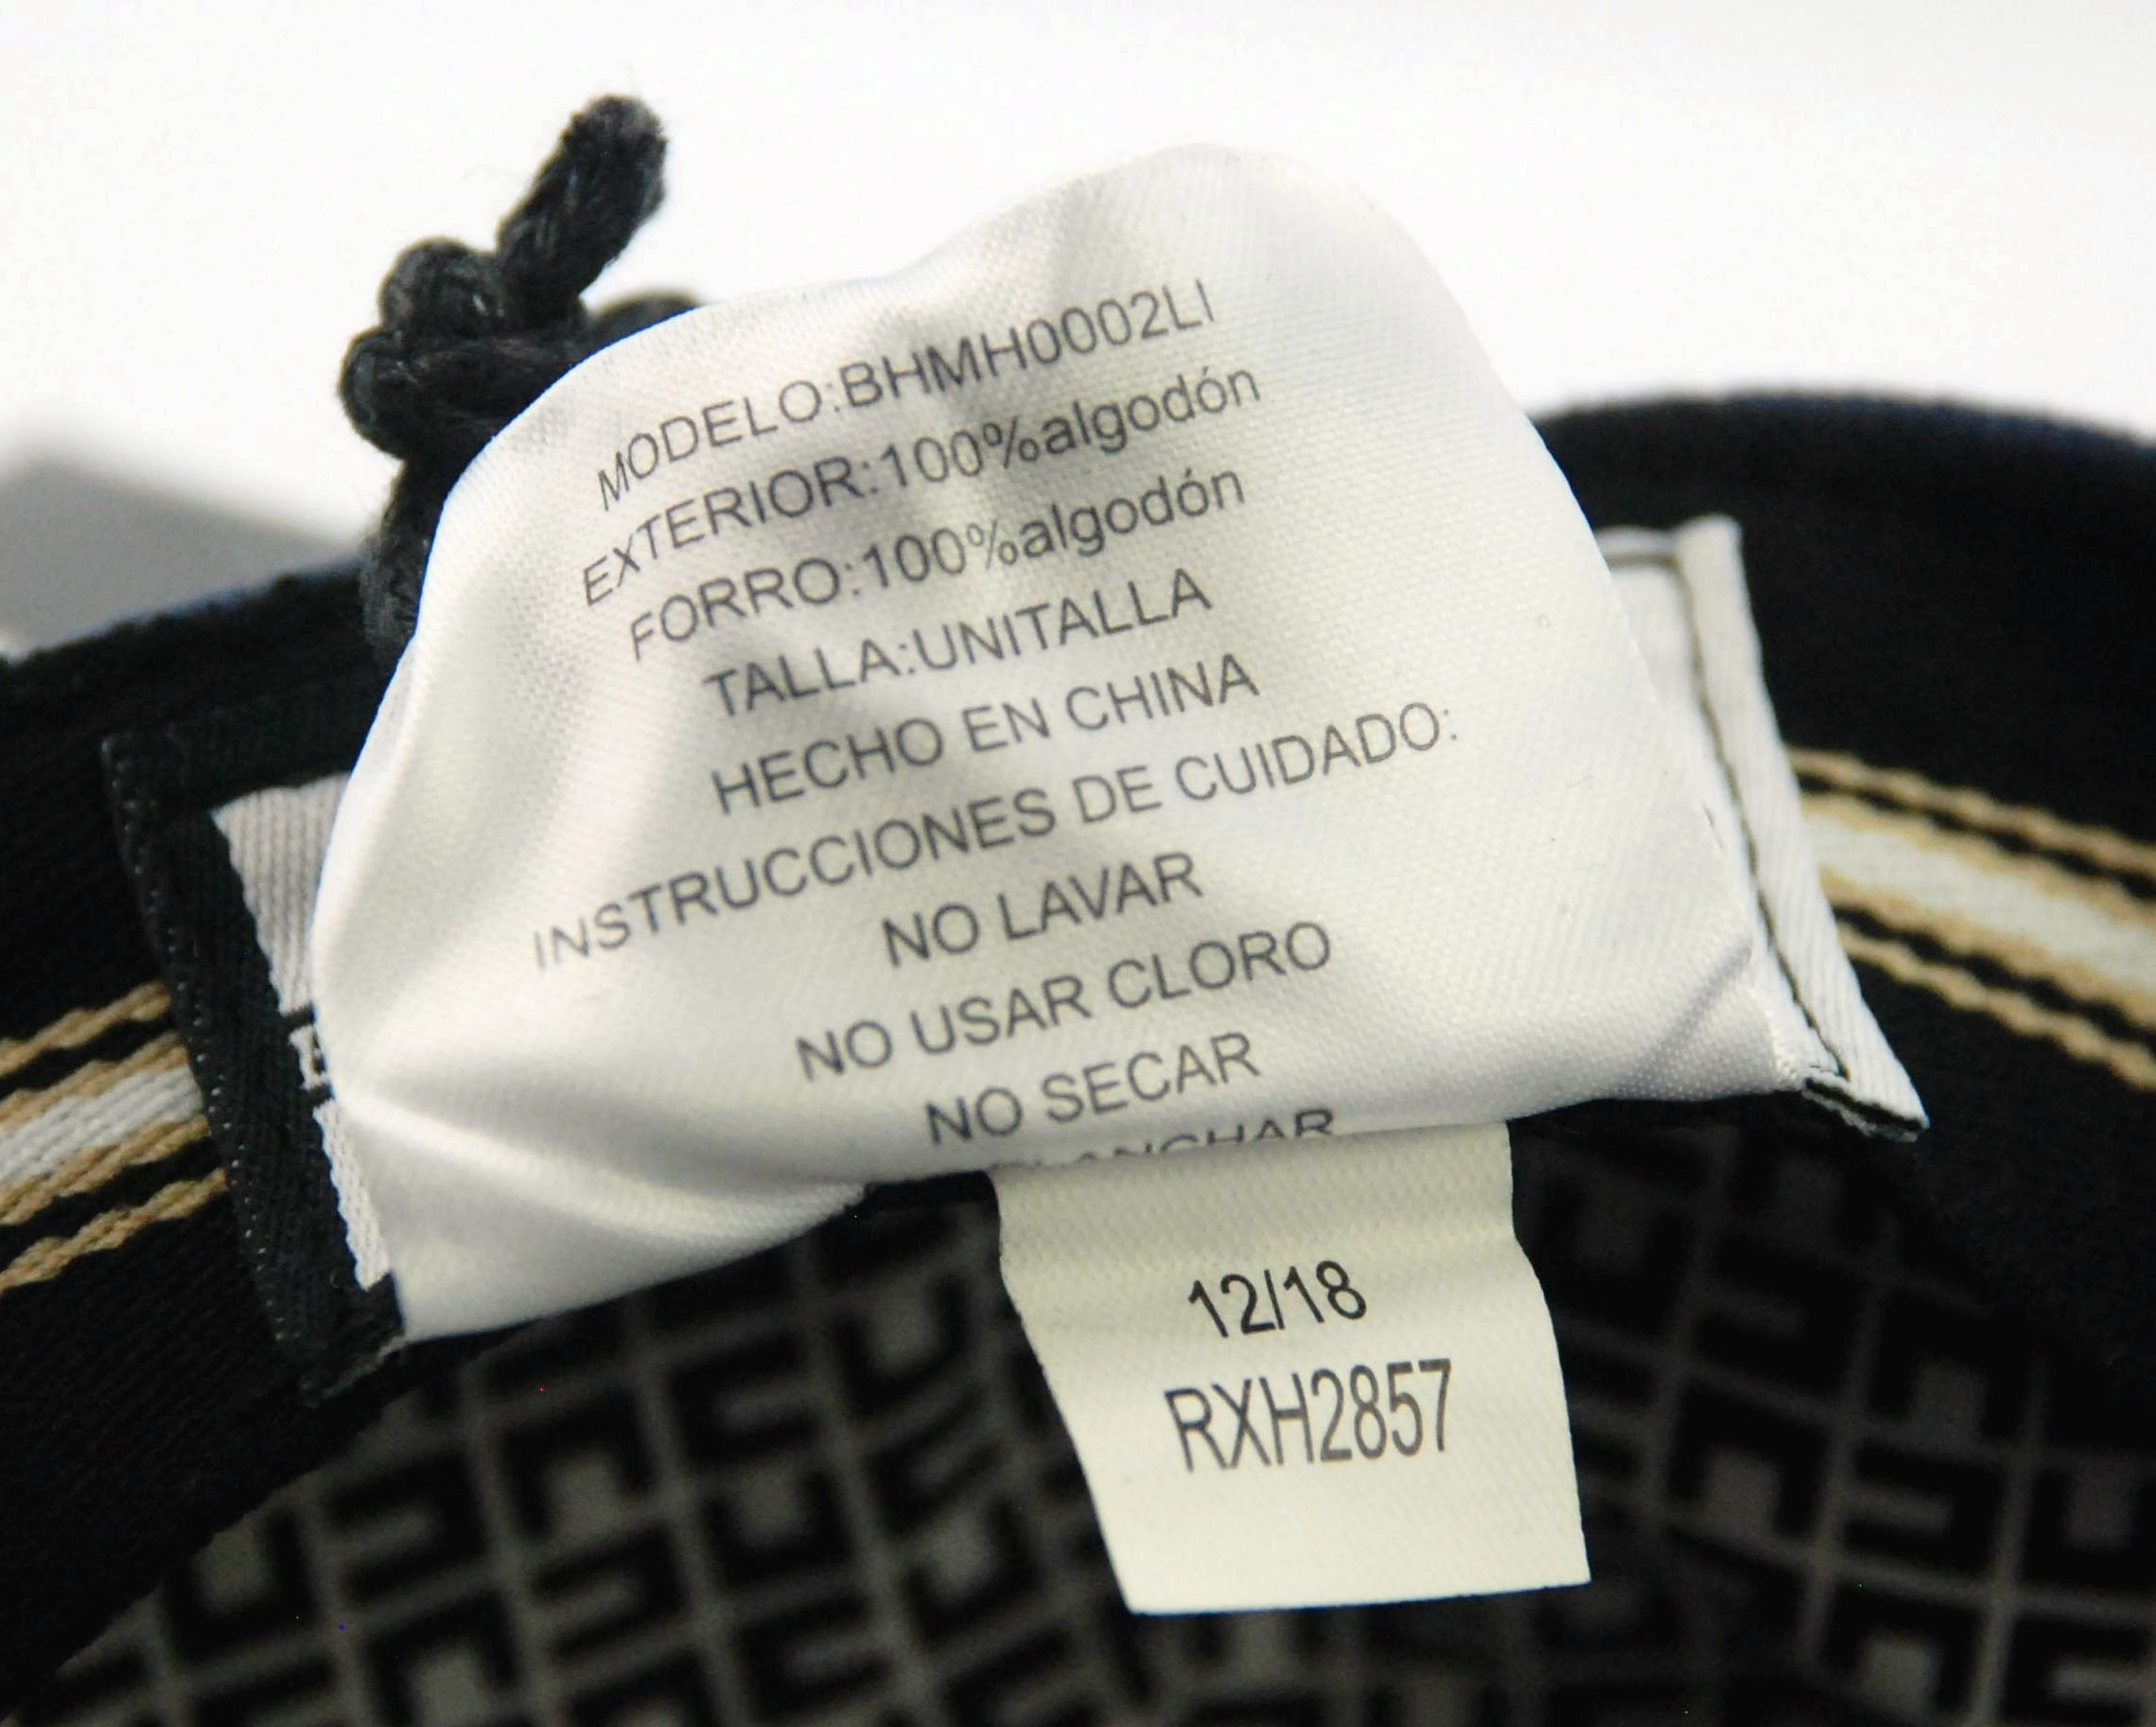 MODELO:BHMH0002LI
EXTERIOR:100%algodón
FORRO:100%algodón
TALLA:UNITALLA
HECHO EN CHINA
INSTRUCCIONES DE CUIDADO:
NO LAVAR
NO USAR CLORO
NO SECAR
12/18
RXH2857